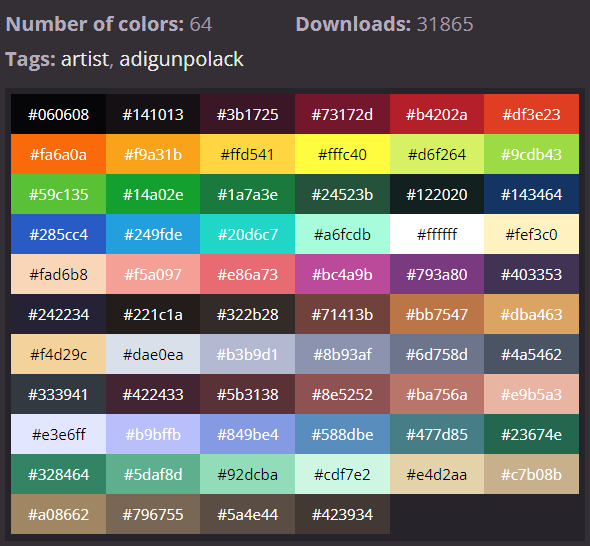 Number of colors: 64 Downloads: 31865
Tags: artist, adigunpolack
#060608 #141013 #3b1725 #73172d #b4202a #df3e23
#fa6a0a #f9a31b #ffd541 #fffc40 #d6f264 #9cdb43
#59c135 #14a02e #1a7a3e #24523b #122020 #143464
#285cc4 #249fde #20d6c7 #a6fcdb #ffffff #fef3c0
#fad6b8 #f5a097 #e86a73 #bc4a9b #793a80 #403353
#242234 #221c1a #322b28 #71413b #bb7547 #dba463
#f4d29c #dae0ea #b3b9d1 #8b93af #6d758d #4a5462
#333941 #422433 #5b3138 #8e5252 #ba756a #e9b5a3
#e3e6ff #b9bffb #849be4 #588dbe #477d85 #23674e
#328464 #5daf8d #92dcba #cdf7e2 #e4d2aa #c7b08b
#a08662 #796755 #5a4e44 #423934